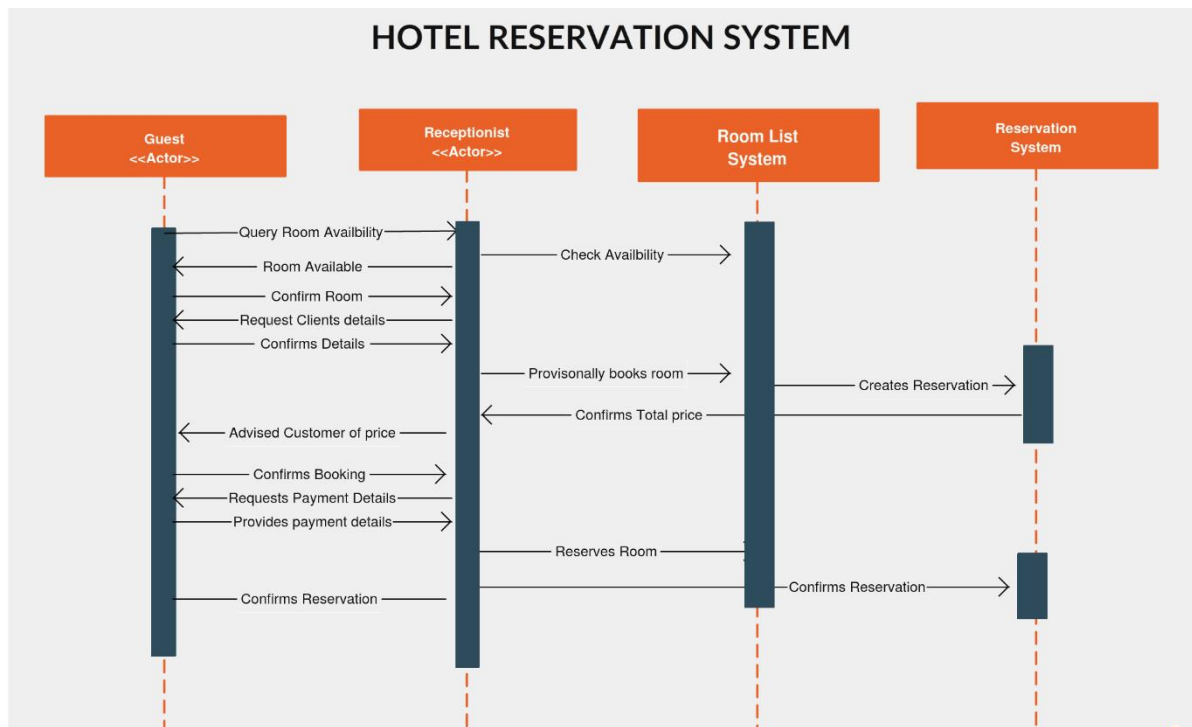 HOTEL RESERVATION SYSTEM
Guest
<<Actor>>
Receptionist
<<Actor>>
Room List
System
Reservation
System
Query Room Availbility
Check Availbility
Room Available
Confirm Room
Request Clients details
Confirms Details
Provisonally books room
Creates Reservation
Confirms Total price
Advised Customer of price
Confirms Booking
Requests Payment Details
Provides payment details
Reserves Room
Confirms Reservation
Confirms Reservation